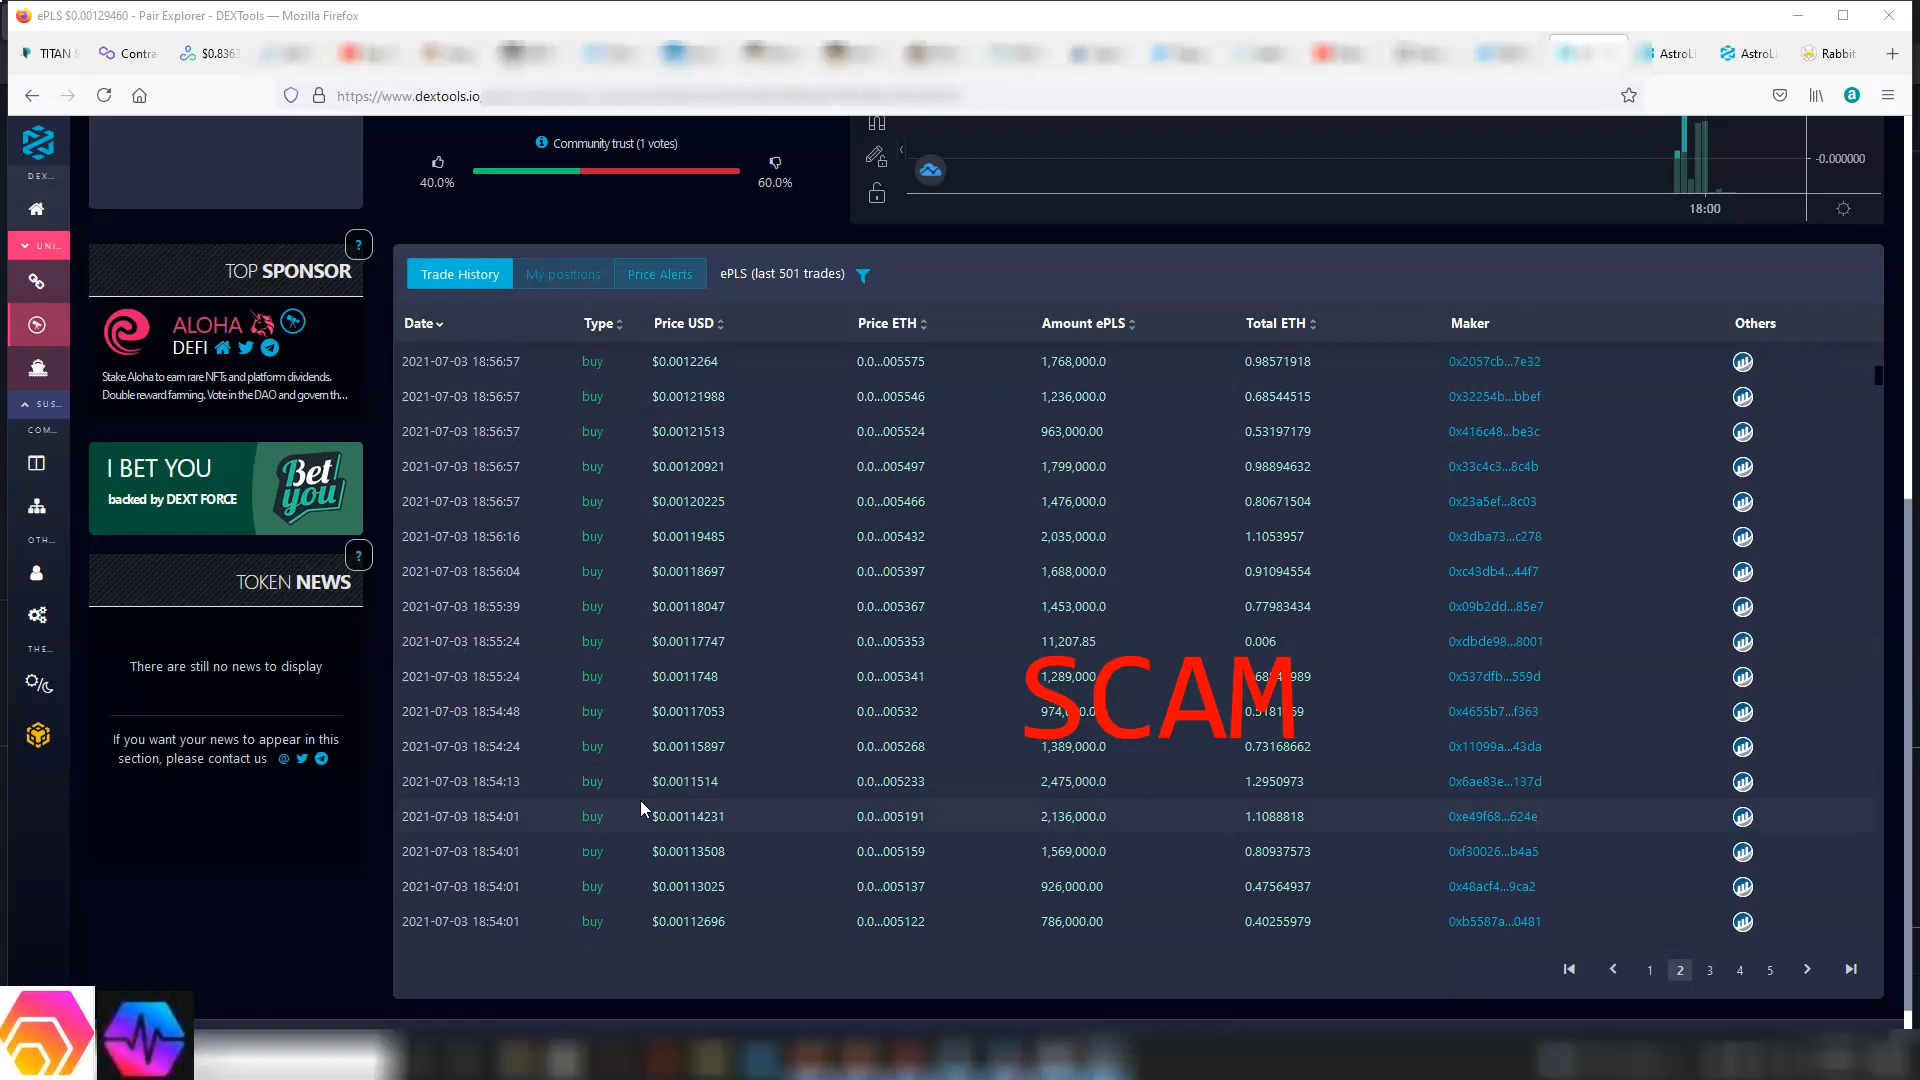 ePLS $0.00129460 - Pair Explorer - DEXTools — Mozilla Firefox
TITAN
Contra
$0.8363
AstroLi
AstroL
Rabbit
https://www.dextools.io
DEX...
UNI...
SUS...
COM...
OTH...
THE...
Community trust (1 votes)
40.0%
60.0%
-0.000000
18:00
TOP SPONSOR
?
ALOHA
DEFI
Stake Aloha to earn rare NFTs and platform dividends.
Double reward farming. Vote in the DAO and govern th...
I BET YOU
backed by DEXT FORCE
Bet you
TOKEN NEWS
?
There are still no news to display
If you want your news to appear in this
section, please contact us @
Trade History My positions Price Alerts ePLS (last 501 trades)
Date Type Price USD Price ETH Amount ePLS Total ETH Maker Others
2021-07-03 18:56:57 buy $0.0012264 0.0...005575 1,768,000.0 0.98571918 0x2057cb...7e32
2021-07-03 18:56:57 buy $0.00121988 0.0...005546 1,236,000.0 0.68544515 0x32254b...bbef
2021-07-03 18:56:57 buy $0.00121513 0.0...005524 963,000.00 0.53197179 0x416c48...be3c
2021-07-03 18:56:57 buy $0.00120921 0.0...005497 1,799,000.0 0.98894632 0x33c4c3...8c4b
2021-07-03 18:56:57 buy $0.00120225 0.0...005466 1,476,000.0 0.80671504 0x23a5ef...8c03
2021-07-03 18:56:16 buy $0.00119485 0.0...005432 2,035,000.0 1.1053957 0x3dba73...c278
2021-07-03 18:56:04 buy $0.00118697 0.0...005397 1,688,000.0 0.91094554 0xc43db4...44f7
2021-07-03 18:55:39 buy $0.00118047 0.0...005367 1,453,000.0 0.77983434 0x09b2dd...85e7
2021-07-03 18:55:24 buy $0.00117747 0.0...005353 11,207.85 0.006 0xdbde98...8001
2021-07-03 18:55:24 buy $0.0011748 0.0...005341 1,289,000 0x537dfb...559d
SCAM
2021-07-03 18:54:48 buy $0.00117053 0.0...00532 0x4655b7...f363
2021-07-03 18:54:24 buy $0.00115897 0.0...005268 1,389,000.0 0.73168662 0x11099a...43da
2021-07-03 18:54:13 buy $0.0011514 0.0...005233 2,475,000.0 1.2950973 0x6ae83e...137d
2021-07-03 18:54:01 buy $0.00114231 0.0...005191 2,136,000.0 1.1088818 0xe49f68...624e
2021-07-03 18:54:01 buy $0.00113508 0.0...005159 1,569,000.0 0.80937573 0xf30026...b4a5
2021-07-03 18:54:01 buy $0.00113025 0.0...005137 926,000.00 0.47564937 0x48acf4...9ca2
2021-07-03 18:54:01 buy $0.00112696 0.0...005122 786,000.00 0.40255979 0xb5587a...0481
1 2 3 4 5